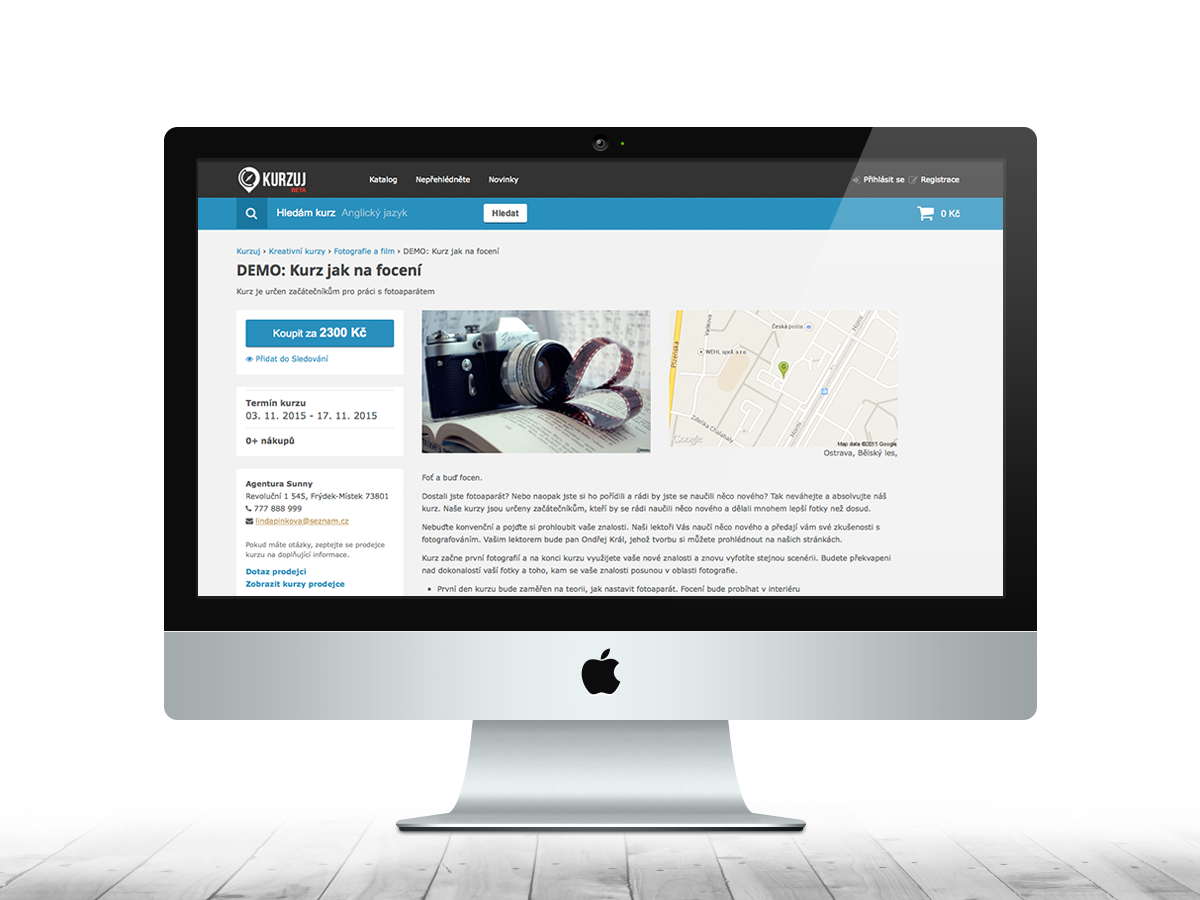 KURZUJ
BETA
Katalog Nepřehlédněte Novinky
Přihlásit se Registrace
Hledám kurz Anglický jazyk
Hledat
0 Kč
Kurzuj › Kreativní kurzy › Fotografie a film › DEMO: Kurz jak na focení
DEMO: Kurz jak na focení
Kurz je určen začátečníkům pro práci s fotoaparátem
Koupit za 2300 Kč
Přidat do Sledování
Termín kurzu
03. 11. 2015 - 17. 11. 2015
0+ nákupů
Agentura Sunny
Revoluční 1 545, Frýdek-Místek 73801
777 888 999
lindapinkova@seznam.cz
Pokud máte otázky, zeptejte se prodejce
kurzu na doplňující informace.
Dotaz prodejci
Zobrazit kurzy prodejce
Zenit
Plzeňská
Vaňkova
Česká pošta
Horní
WEHL spol. s r.o
Zdeňka Chalabaly
Horní
Google
Map data ©2015 Google
Ostrava, Bělský les,
Foť a buď focen.
Dostali jste fotoaparát? Nebo naopak jste si ho pořídili a rádi by jste se naučili něco nového? Tak neváhejte a absolvujte náš
kurz. Naše kurzy jsou určeny začátečníkům, kteří by se rádi naučili něco nového a dělali mnohem lepší fotky než dosud.
Nebuďte konvenční a pojďte si prohloubit vaše znalosti. Naši lektoři Vás naučí něco nového a předají vám své zkušenosti s
fotografováním. Vašim lektorem bude pan Ondřej Král, jehož tvorbu si můžete prohlédnout na našich stránkách.
Kurz začne první fotografií a na konci kurzu využijete vaše nové znalosti a znovu vyfotíte stejnou scenérii. Budete překvapeni
nad dokonalostí vaší fotky a toho, kam se vaše znalosti posunou v oblasti fotografie.
• První den kurzu bude zaměřen na teorii, jak nastavit fotoaparát. Focení bude probíhat v interiéru